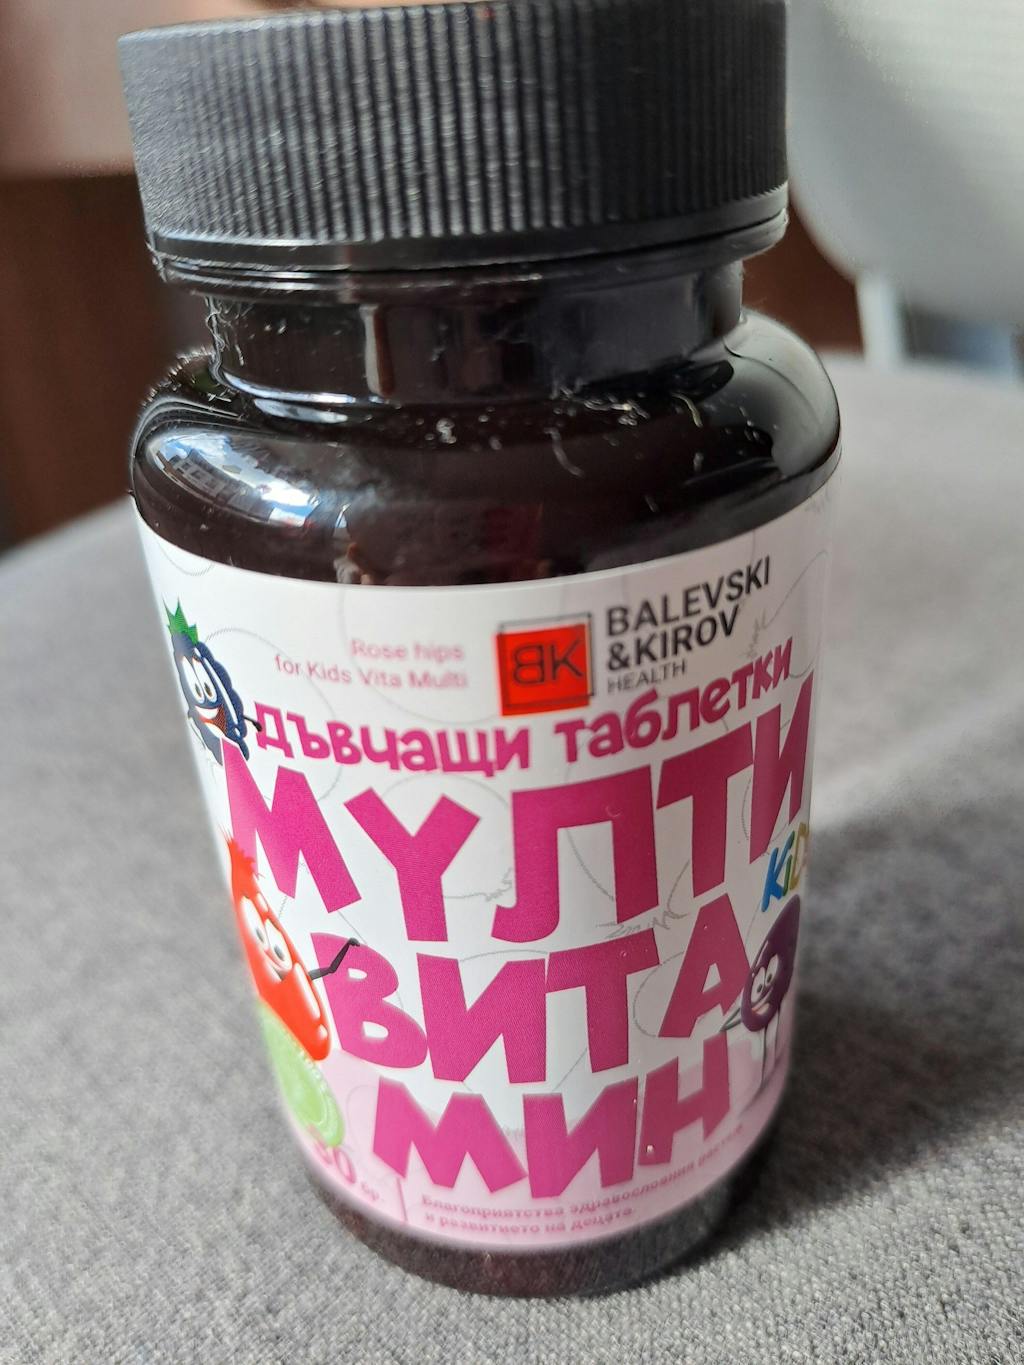 BALEVSKI
&KIROV
HEALTH
BK
Rose hips
for Kids Vita Multi
дъвчащи таблетки
МУЛТИ
KiD
ВИТА
МИН
бр.
Благоприятства здравословния растеж
и развитието на децата.